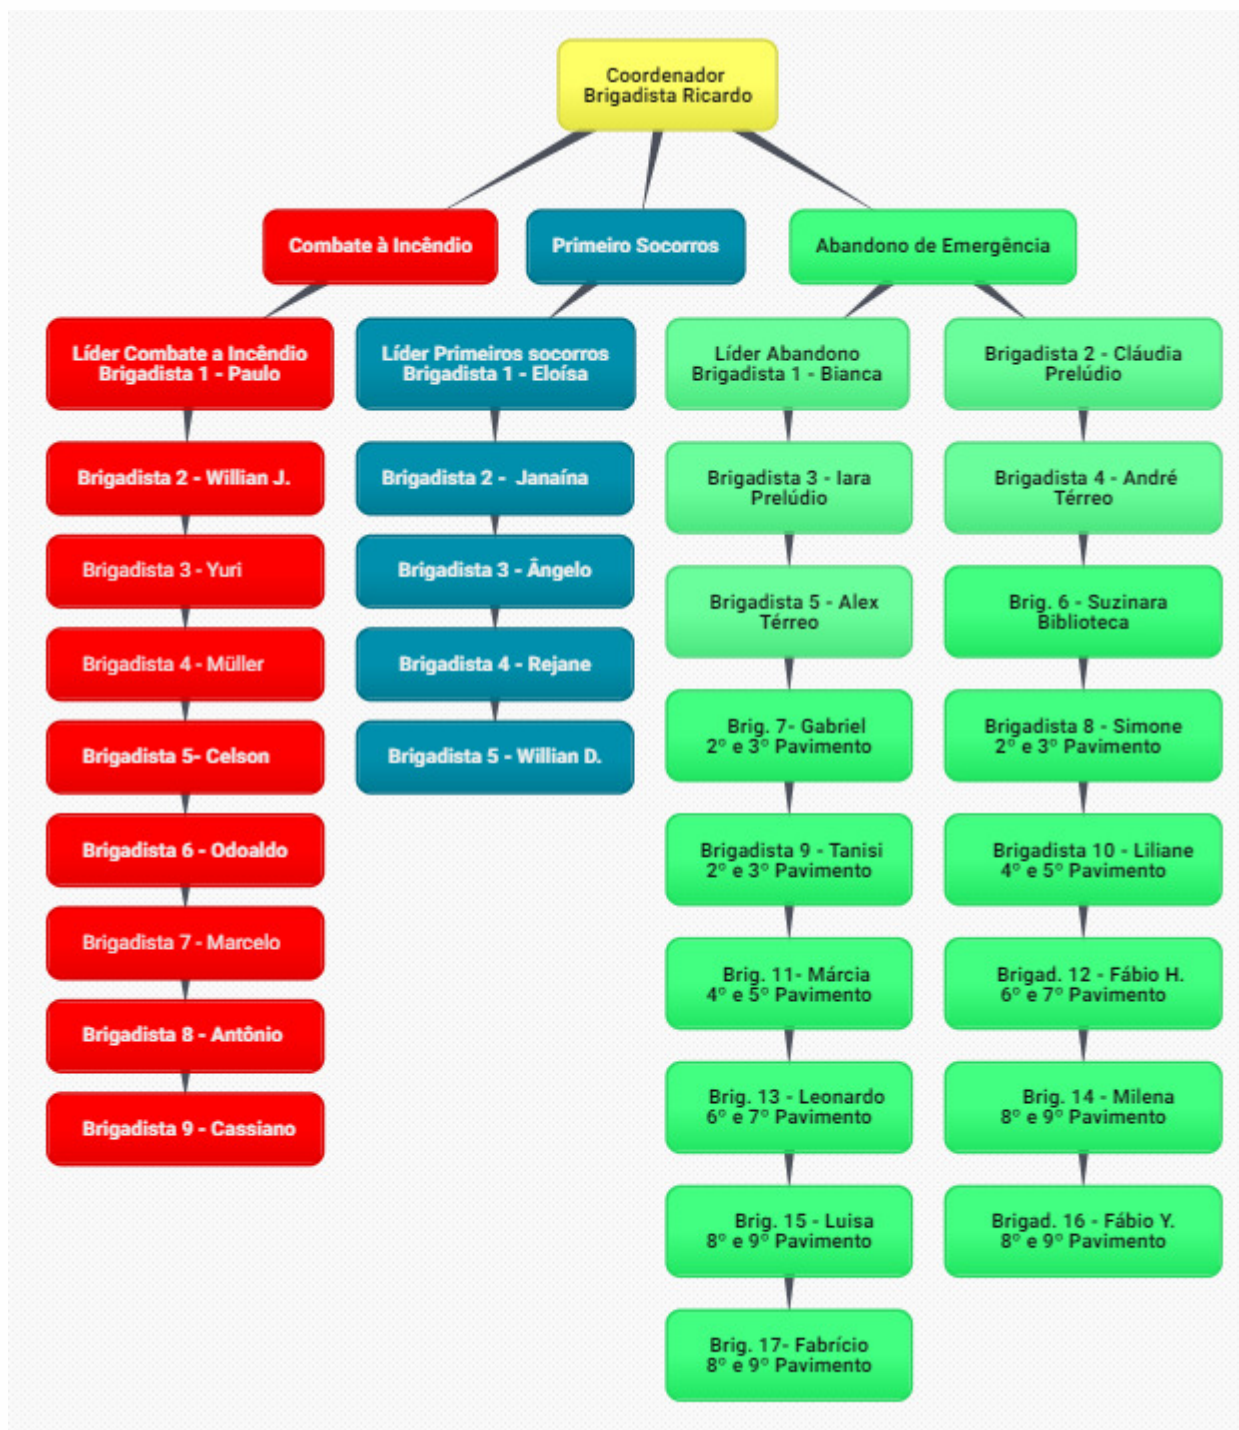 Coordenador
Brigadista Ricardo
Combate à Incêndio
Primeiro Socorros
Abandono de Emergência
Líder Combate a Incêndio
Brigadista 1 - Paulo
Brigadista 2 - Willian J.
Brigadista 3 - Yuri
Brigadista 4 - Müller
Brigadista 5- Celson
Brigadista 6 - Odoaldo
Brigadista 7 - Marcelo
Brigadista 8 - Antônio
Brigadista 9 - Cassiano
Líder Primeiros socorros
Brigadista 1 - Eloísa
Brigadista 2 - Janaína
Brigadista 3 - Ângelo
Brigadista 4 - Rejane
Brigadista 5 - Willian D.
Líder Abandono
Brigadista 1 - Bianca
Brigadista 3 - Iara
Prelúdio
Brigadista 5 - Alex
Térreo
Brig. 7- Gabriel
2º e 3º Pavimento
Brigadista 9 - Tanisi
2º e 3º Pavimento
Brig. 11- Márcia
4º e 5º Pavimento
Brig. 13 - Leonardo
6º e 7º Pavimento
Brig. 15 - Luisa
8º e 9º Pavimento
Brig. 17- Fabrício
8º e 9º Pavimento
Brigadista 2 - Cláudia
Prelúdio
Brigadista 4 - André
Térreo
Brig. 6 - Suzinara
Biblioteca
Brigadista 8 - Simone
2º e 3º Pavimento
Brigadista 10 - Liliane
4º e 5º Pavimento
Brigad. 12 - Fábio H.
6º e 7º Pavimento
Brig. 14 - Milena
8º e 9º Pavimento
Brigad. 16 - Fábio Y.
8º e 9º Pavimento